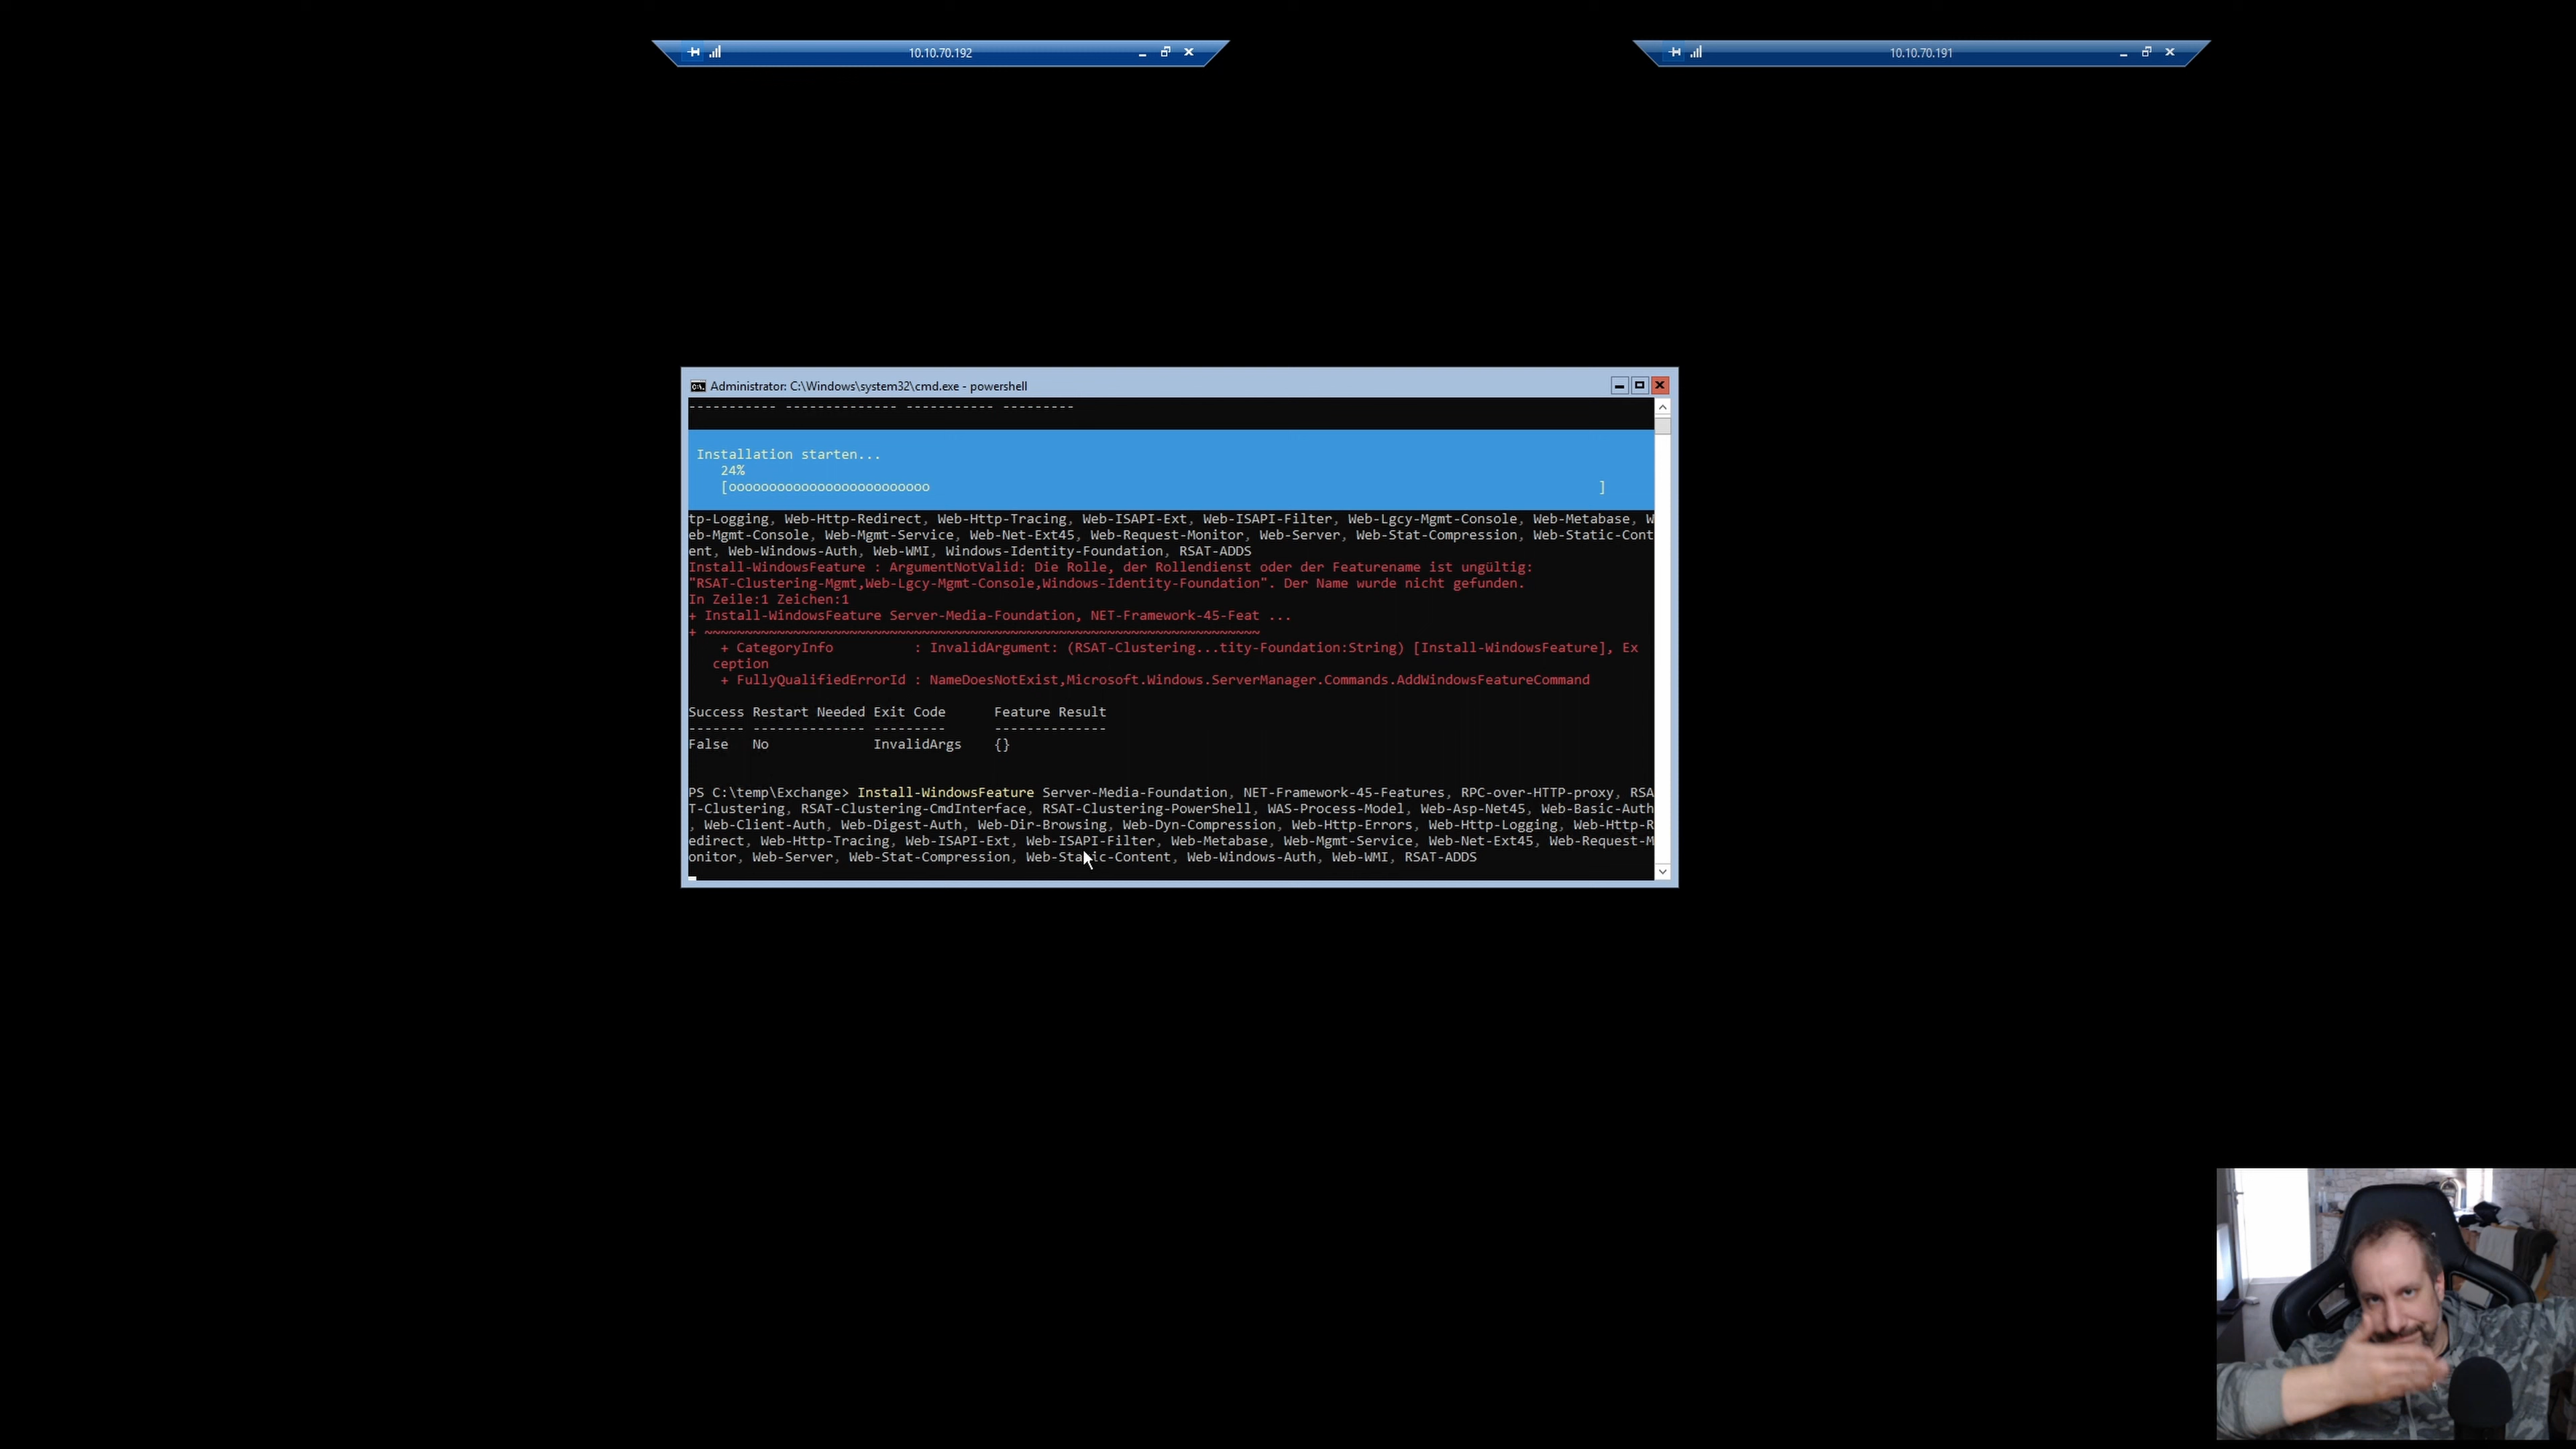 10.10.70.192
10.10.70.191
Administrator: C:\Windows\system32\cmd.exe - powershell
----------- -------------- ----------- ---------
Installation starten...
24%
[ooooooooooooooooooooooooo ]
tp-Logging, Web-Http-Redirect, Web-Http-Tracing, Web-ISAPI-Ext, Web-ISAPI-Filter, Web-Lgcy-Mgmt-Console, Web-Metabase, W
eb-Mgmt-Console, Web-Mgmt-Service, Web-Net-Ext45, Web-Request-Monitor, Web-Server, Web-Stat-Compression, Web-Static-Cont
ent, Web-Windows-Auth, Web-WMI, Windows-Identity-Foundation, RSAT-ADDS
Install-WindowsFeature : ArgumentNotValid: Die Rolle, der Rollendienst oder der Featurename ist ungültig:
"RSAT-Clustering-Mgmt,Web-Lgcy-Mgmt-Console,Windows-Identity-Foundation". Der Name wurde nicht gefunden.
In Zeile:1 Zeichen:1
+ Install-WindowsFeature Server-Media-Foundation, NET-Framework-45-Feat ...
+ ~~~~~~~~~~~~~~~~~~~~~~~~~~~~~~~~~~~~~~~~~~~~~~~~~~~~~~~~~~~~~~~~~~~~~
+ CategoryInfo : InvalidArgument: (RSAT-Clustering...tity-Foundation:String) [Install-WindowsFeature], Ex
ception
+ FullyQualifiedErrorId : NameDoesNotExist,Microsoft.Windows.ServerManager.Commands.AddWindowsFeatureCommand
Success Restart Needed Exit Code Feature Result
------- -------------- --------- --------------
False No InvalidArgs {}
PS C:\temp\Exchange> Install-WindowsFeature Server-Media-Foundation, NET-Framework-45-Features, RPC-over-HTTP-proxy, RSA
T-Clustering, RSAT-Clustering-CmdInterface, RSAT-Clustering-PowerShell, WAS-Process-Model, Web-Asp-Net45, Web-Basic-Auth
, Web-Client-Auth, Web-Digest-Auth, Web-Dir-Browsing, Web-Dyn-Compression, Web-Http-Errors, Web-Http-Logging, Web-Http-R
edirect, Web-Http-Tracing, Web-ISAPI-Ext, Web-ISAPI-Filter, Web-Metabase, Web-Mgmt-Service, Web-Net-Ext45, Web-Request-M
onitor, Web-Server, Web-Stat-Compression, Web-Static-Content, Web-Windows-Auth, Web-WMI, RSAT-ADDS